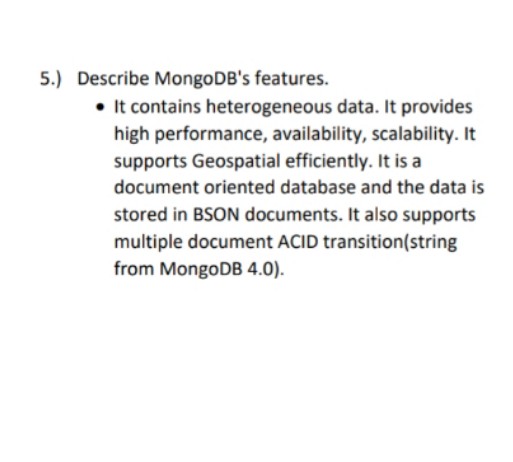 5.) Describe MongoDB's features.
• It contains heterogeneous data. It provides
high performance, availability, scalability. It
supports Geospatial efficiently. It is a
document oriented database and the data is
stored in BSON documents. It also supports
multiple document ACID transition(string
from MongoDB 4.0).